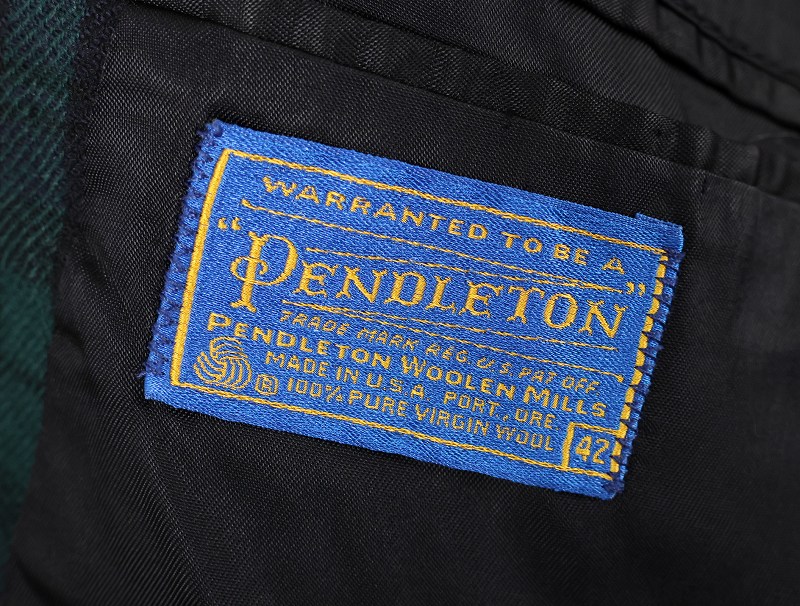 WARRANTED TO BE A
"PENDLETON"
TRADE MARK REG. U.S. PAT. OFF.
PENDLETON WOOLEN MILLS
MADE IN U.S.A. PORT., ORE.
® 100% PURE VIRGIN WOOL
42